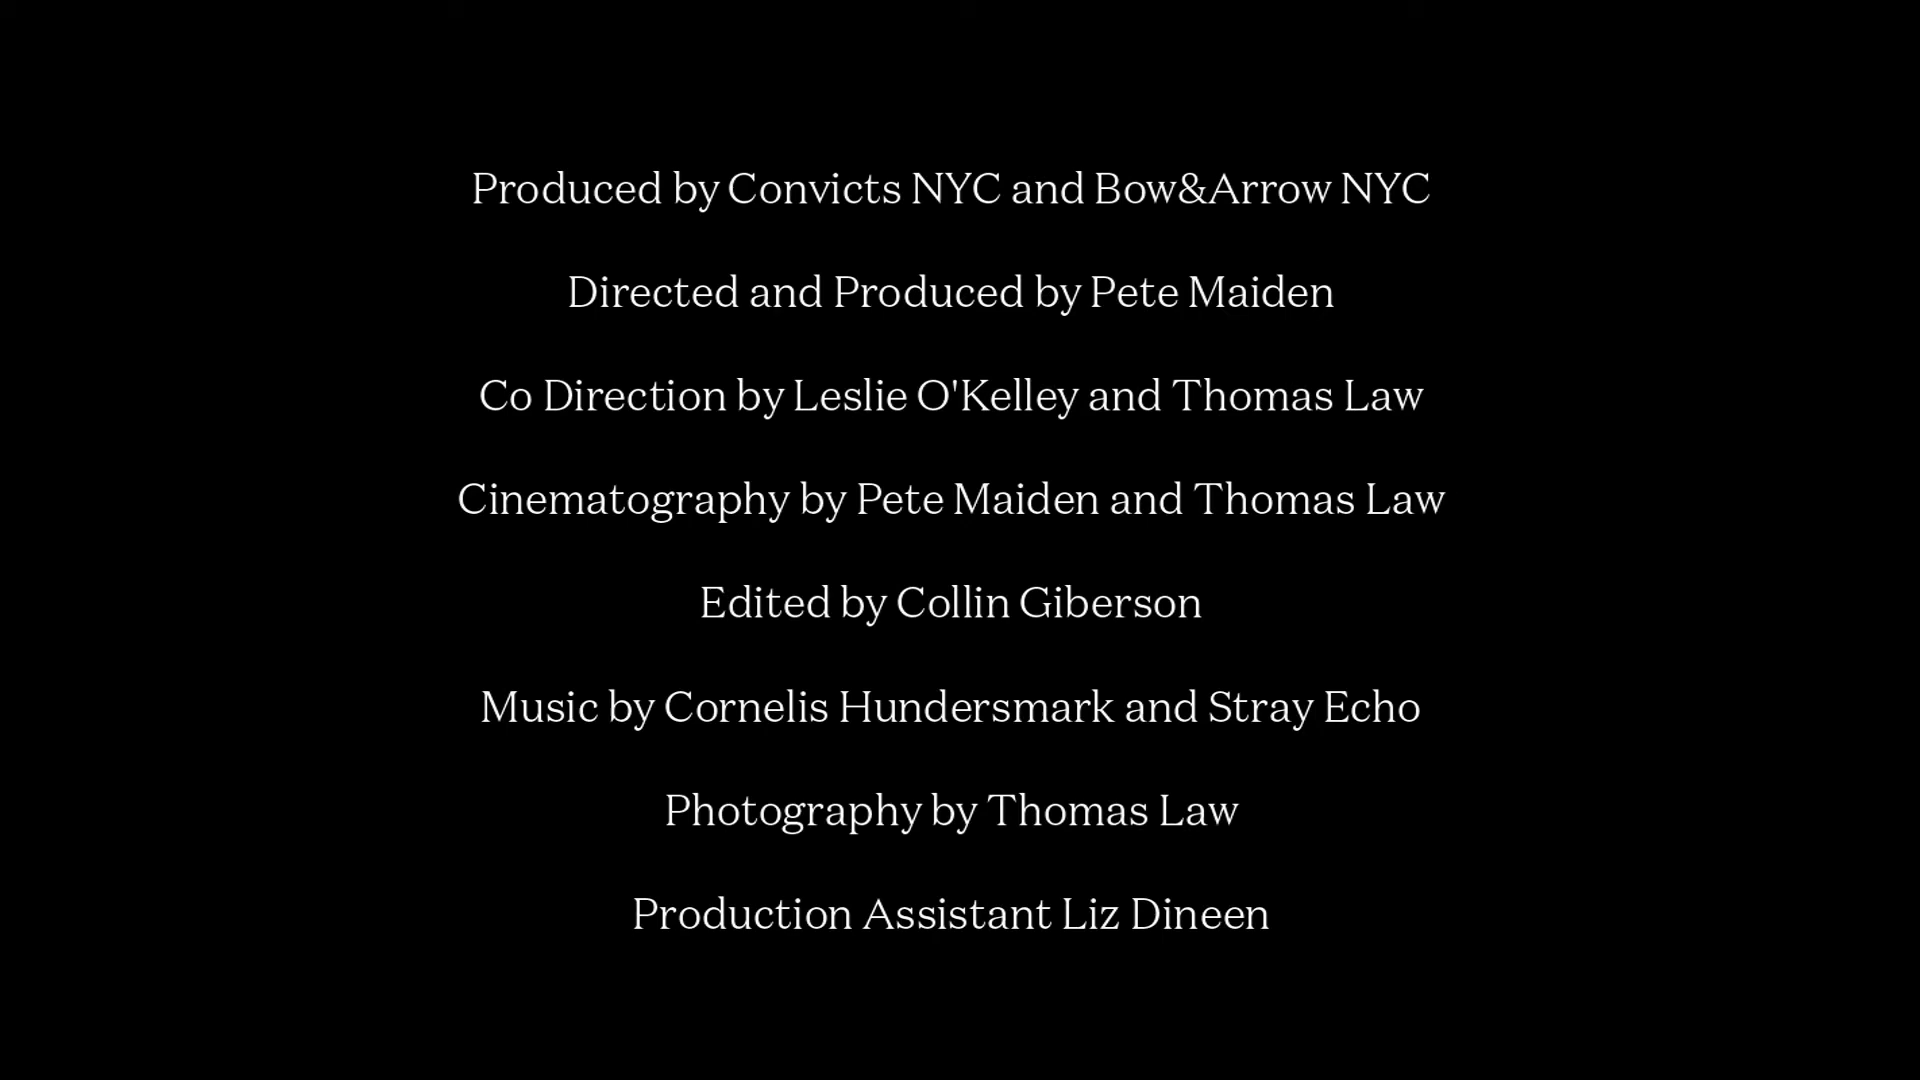 Produced by Convicts NYC and Bow&Arrow NYC
Directed and Produced by Pete Maiden
Co Direction by Leslie O'Kelley and Thomas Law
Cinematography by Pete Maiden and Thomas Law
Edited by Collin Giberson
Music by Cornelis Hundersmark and Stray Echo
Photography by Thomas Law
Production Assistant Liz Dineen